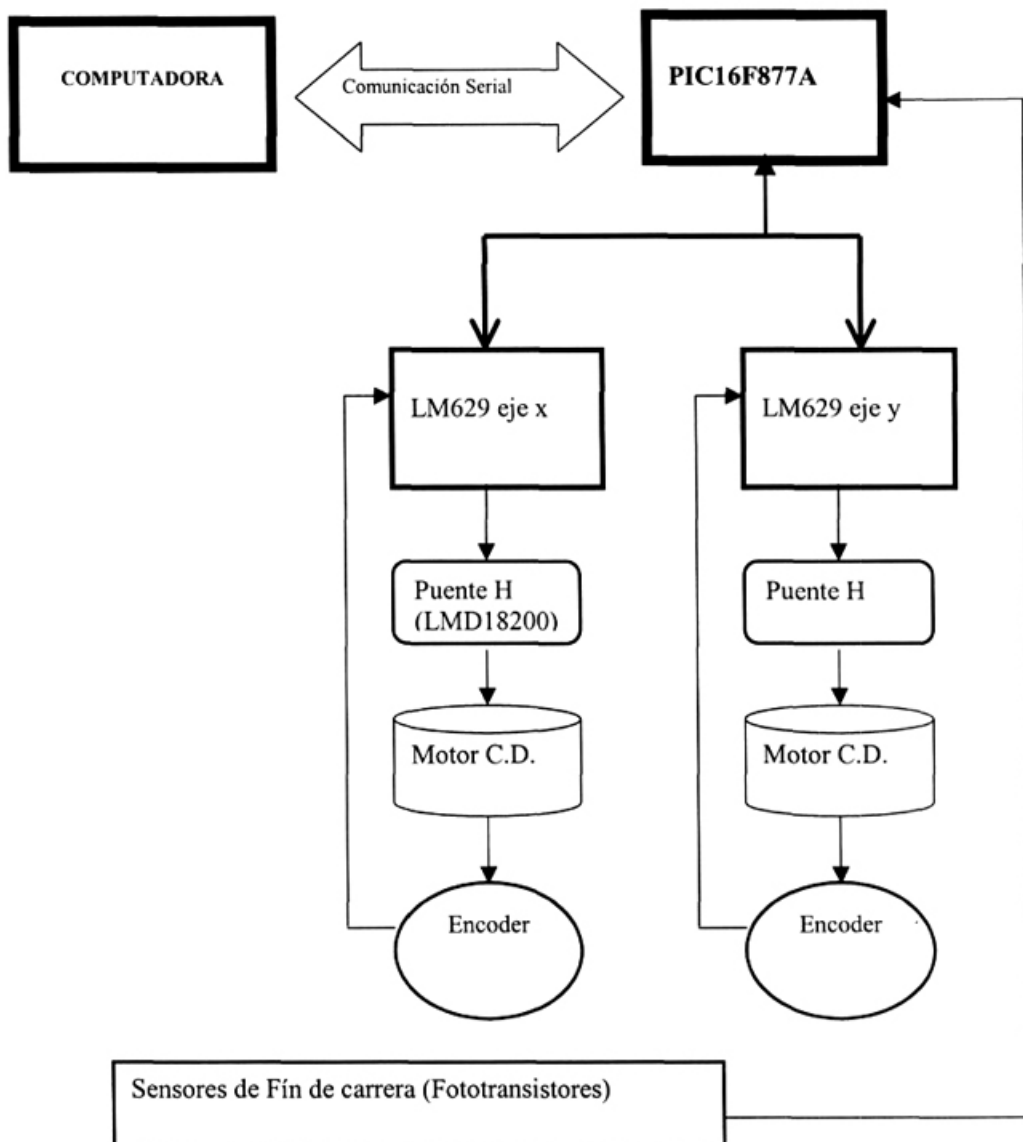 COMPUTADORA
Comunicación Serial
PIC16F877A
LM629 eje x
LM629 eje y
Puente H
(LMD18200)
Puente H
Motor C.D.
Motor C.D.
Encoder
Encoder
Sensores de Fín de carrera (Fototransistores)